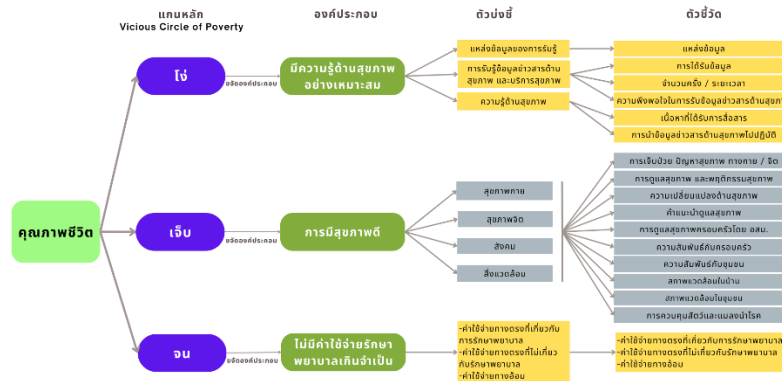 แกนหลัก
Vicious Circle of Poverty
องค์ประกอบ
ตัวบ่งชี้
ตัวชี้วัด
คุณภาพชีวิต
โง่
ขจัดองค์ประกอบ
มีความรู้ด้านสุขภาพ
อย่างเหมาะสม
แหล่งข้อมูลของการรับรู้
การรับรู้ข้อมูลข่าวสารด้าน
สุขภาพ และบริการสุขภาพ
ความรู้ด้านสุขภาพ
แหล่งข้อมูล
การได้รับข้อมูล
จำนวนครั้ง / ระยะเวลา
ความพึงพอใจในการรับข้อมูลข่าวสารด้านสุขภาพ
เนื้อหาที่ได้รับการสื่อสาร
การนำข้อมูลข่าวสารด้านสุขภาพไปปฏิบัติ
เจ็บ
ขจัดองค์ประกอบ
การมีสุขภาพดี
สุขภาพกาย
สุขภาพจิต
สังคม
สิ่งแวดล้อม
การเจ็บป่วย ปัญหาสุขภาพ ทางกาย / จิต
การดูแลสุขภาพ และพฤติกรรมสุขภาพ
ความเปลี่ยนแปลงด้านสุขภาพ
คำแนะนำดูแลสุขภาพ
การดูแลสุขภาพครอบครัวโดย อสม.
ความสัมพันธ์กับครอบครัว
ความสัมพันธ์กับชุมชน
สภาพแวดล้อมในบ้าน
สภาพแวดล้อมในชุมชน
การควบคุมสัตว์และแมลงนำโรค
จน
ขจัดองค์ประกอบ
ไม่มีค่าใช้จ่ายรักษา
พยาบาลเกินจำเป็น
-ค่าใช้จ่ายทางตรงที่เกี่ยวกับ
การรักษาพยาบาล
-ค่าใช้จ่ายทางตรงที่ไม่เกี่ยว
กับรักษาพยาบาล
-ค่าใช้จ่ายทางอ้อม
-ค่าใช้จ่ายทางตรงที่เกี่ยวกับการรักษาพยาบาล
-ค่าใช้จ่ายทางตรงที่ไม่เกี่ยวกับรักษาพยาบาล
-ค่าใช้จ่ายทางอ้อม